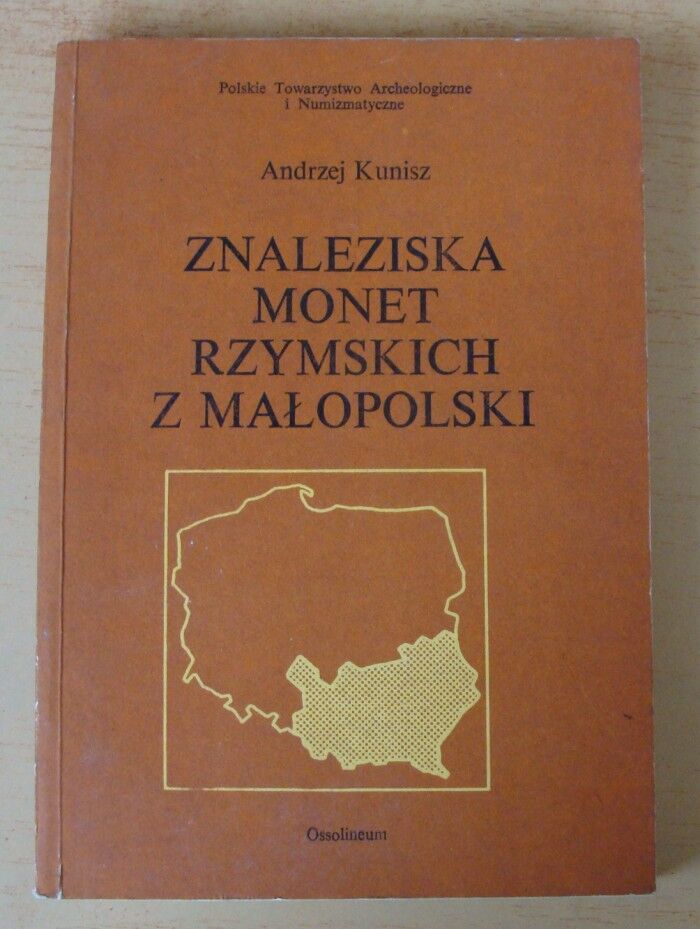 Polskie Towarzystwo Archeologiczne
i Numizmatyczne
Andrzej Kunisz
ZNALEZISKA
MONET
RZYMSKICH
Z MAŁOPOLSKI
Ossolineum